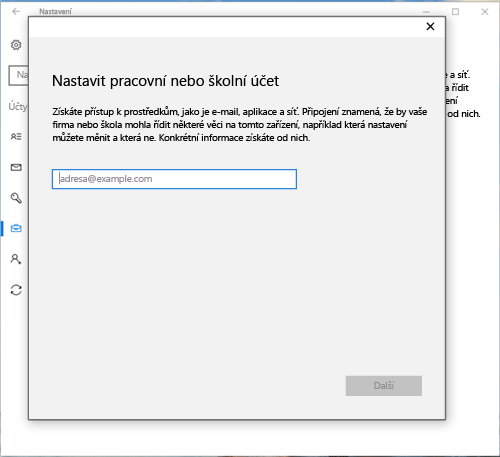 Nastavení
Na
Účty
e a síť.
a řídit
ení
od nich.
Nastavit pracovní nebo školní účet
Získáte přístup k prostředkům, jako je e-mail, aplikace a síť. Připojení znamená, že by vaše
firma nebo škola mohla řídit některé věci na tomto zařízení, například která nastavení
můžete měnit a která ne. Konkrétní informace získáte od nich.
adresa@example.com
Další